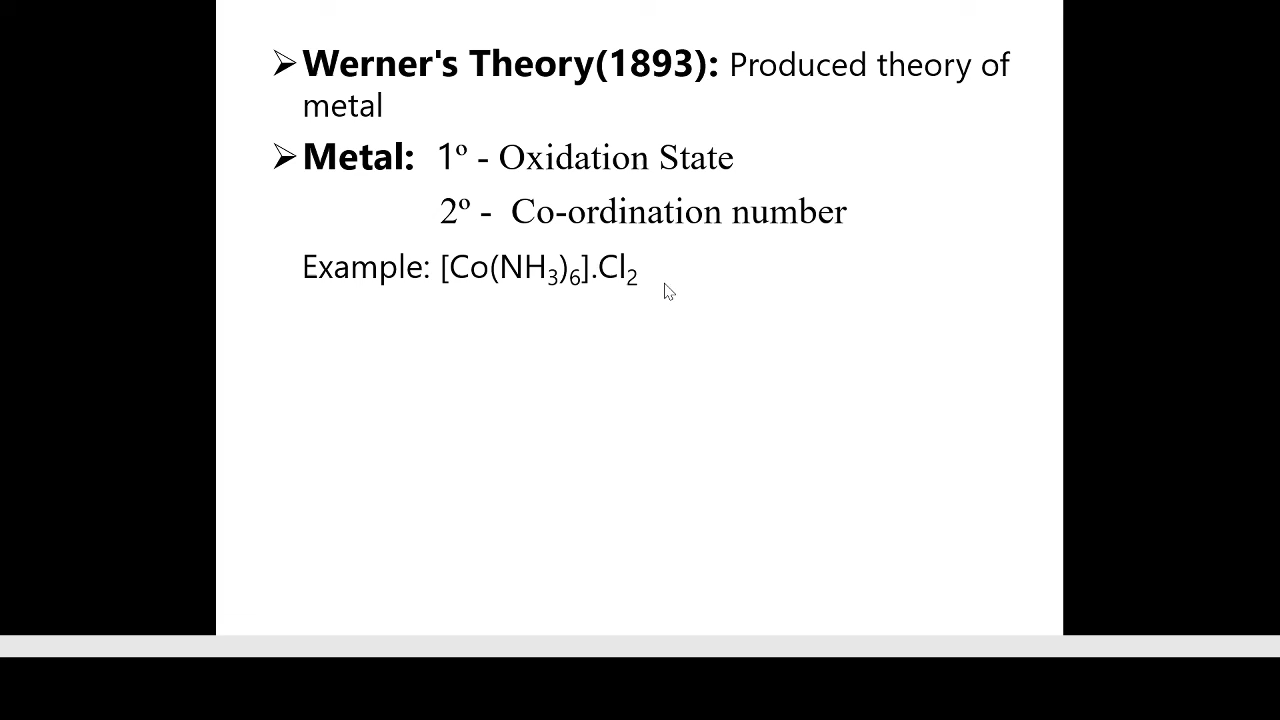 ➢Werner's Theory(1893): Produced theory of
metal
➢Metal: 1º - Oxidation State
2º - Co-ordination number
Example: [Co(NH₃)₆].Cl₂